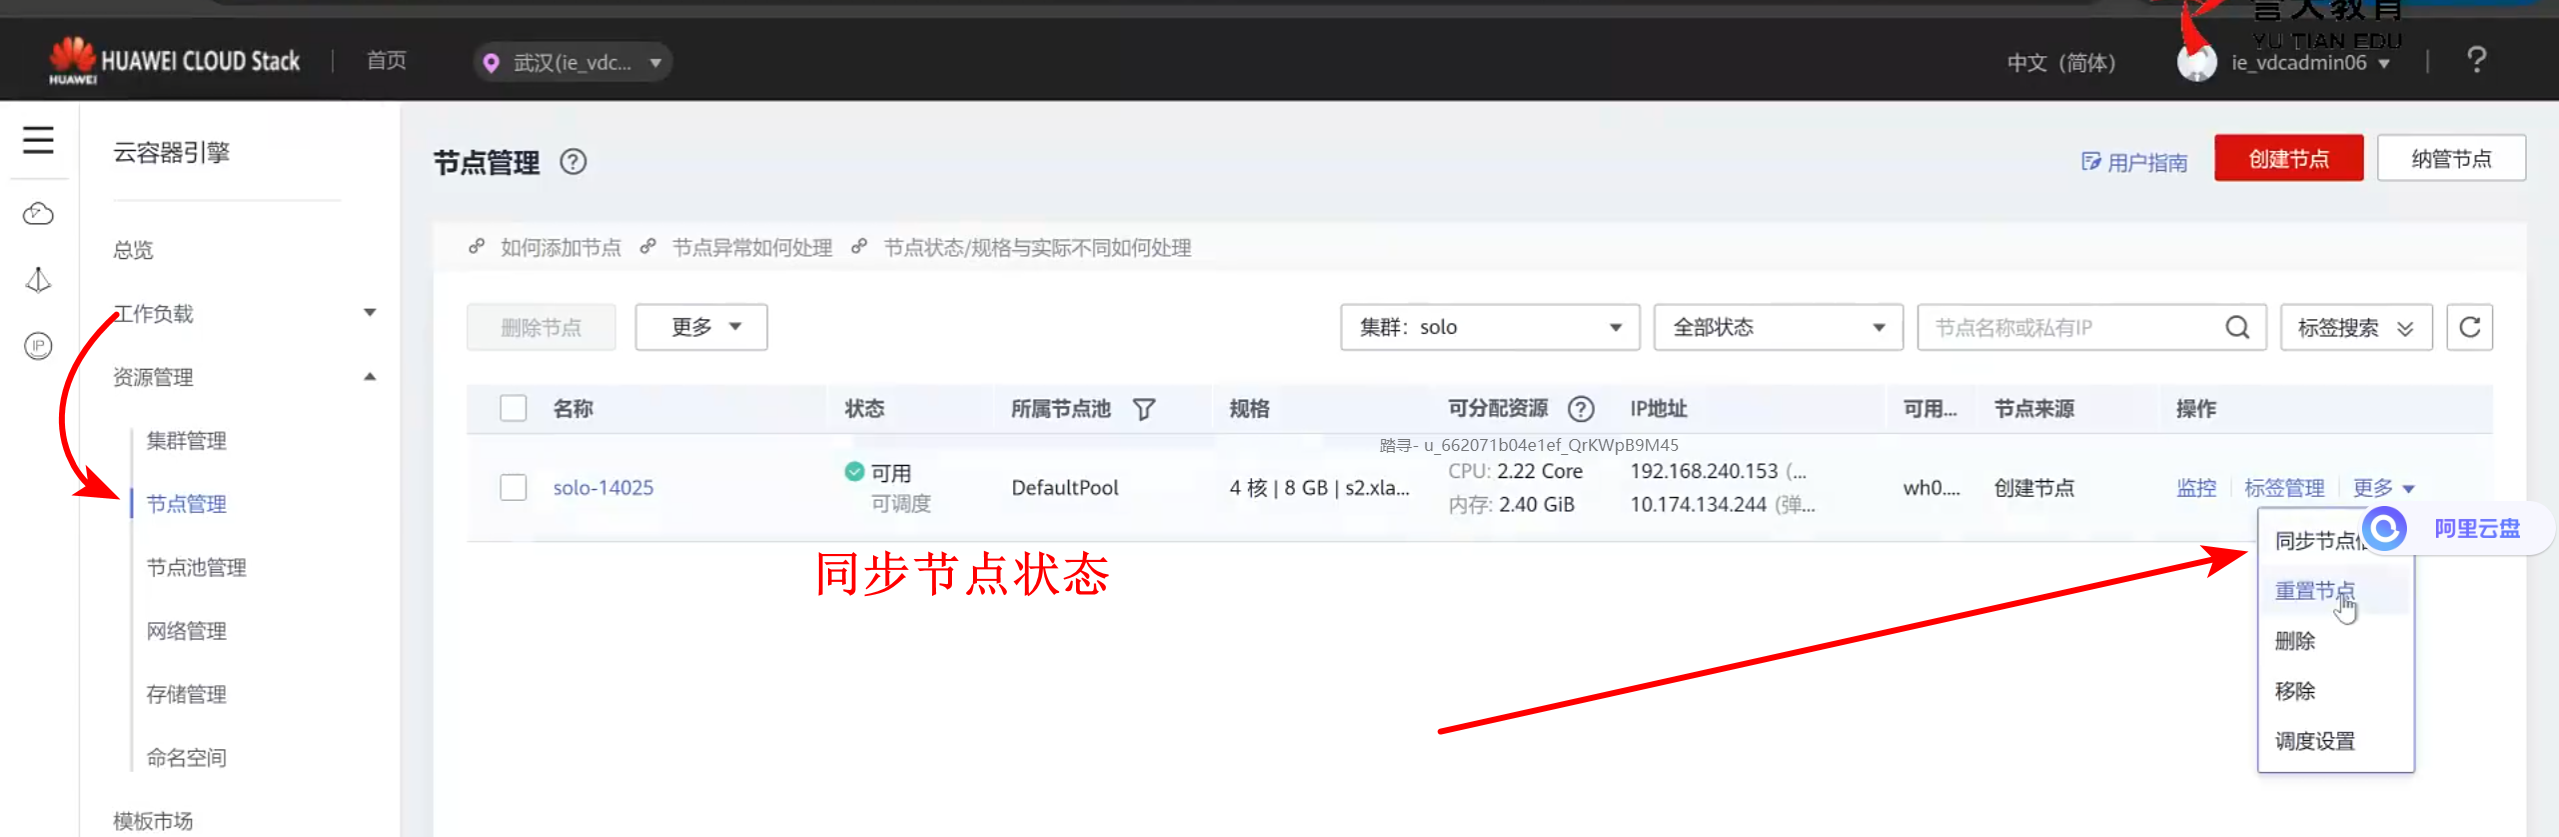 誉天教育
YU TIAN EDU
HUAWEI
HUAWEI CLOUD Stack
首页
武汉(ie_vdc...
中文（简体）
ie_vdcadmin06
?
云容器引擎
总览
工作负载
资源管理
集群管理
节点管理
节点池管理
网络管理
存储管理
命名空间
模板市场
IP
节点管理 ?
用户指南
创建节点
纳管节点
如何添加节点 节点异常如何处理 节点状态/规格与实际不同如何处理
删除节点
更多
集群：solo
全部状态
节点名称或私有IP
标签搜索
名称 状态 所属节点池 规格 可分配资源 ? IP地址 可用... 节点来源 操作
踏寻- u_662071b04e1ef_QrKWpB9M45
solo-14025
可用
可调度
DefaultPool
4 核 | 8 GB | s2.xla...
CPU: 2.22 Core
内存: 2.40 GiB
192.168.240.153 (...
10.174.134.244 (弹...
wh0....
创建节点
监控 标签管理 更多
同步节点
阿里云盘
重置节点
删除
移除
调度设置
同步节点状态